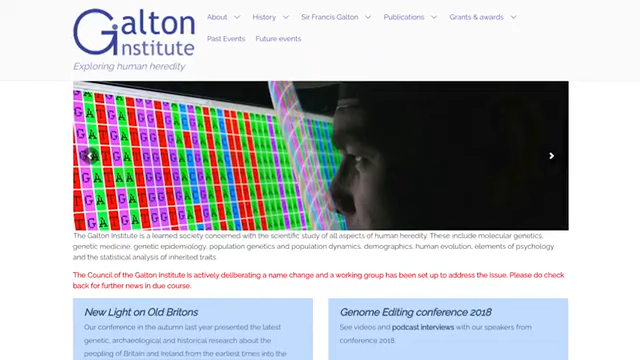 Galton
Institute
Exploring human heredity
About
History
Sir Francis Galton
Publications
Grants & awards
Past Events
Future events
The Galton Institute is a learned society concerned with the scientific study of all aspects of human heredity. These include molecular genetics,
genetic medicine, genetic epidemiology, population genetics and population dynamics, demographics, human evolution, elements of psychology
and the statistical analysis of inherited traits.
The Council of the Galton Institute is actively deliberating a name change and a working group has been set up to address the issue. Please do check
back for further news in due course.
New Light on Old Britons
Our conference in the autumn last year presented the latest
genetic, archaeological and historical research about the
peopling of Britain and Ireland from the earliest times into the
Genome Editing conference 2018
See videos and podcast interviews with our speakers from
conference 2018.